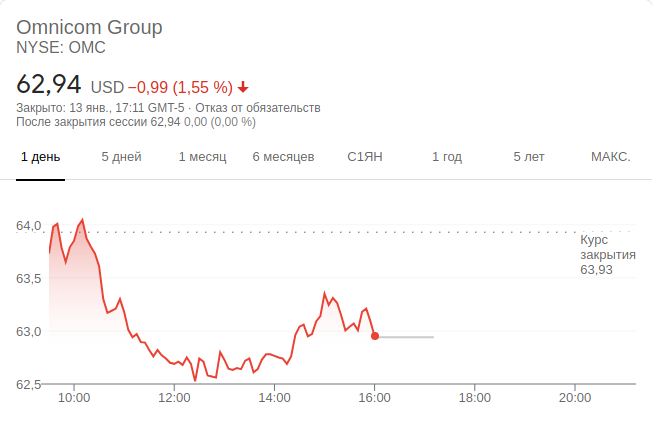 Omnicom Group
NYSE: OMC
62,94 USD −0,99 (1,55 %)
Закрыто: 13 янв., 17:11 GMT-5 · Отказ от обязательств
После закрытия сессии 62,94 0,00 (0,00 %)
1 день 5 дней 1 месяц 6 месяцев С1ЯН 1 год 5 лет МАКС.
64,0
Курс
закрытия
63,93
63,5
63,0
62,5
10:00 12:00 14:00 16:00 18:00 20:00